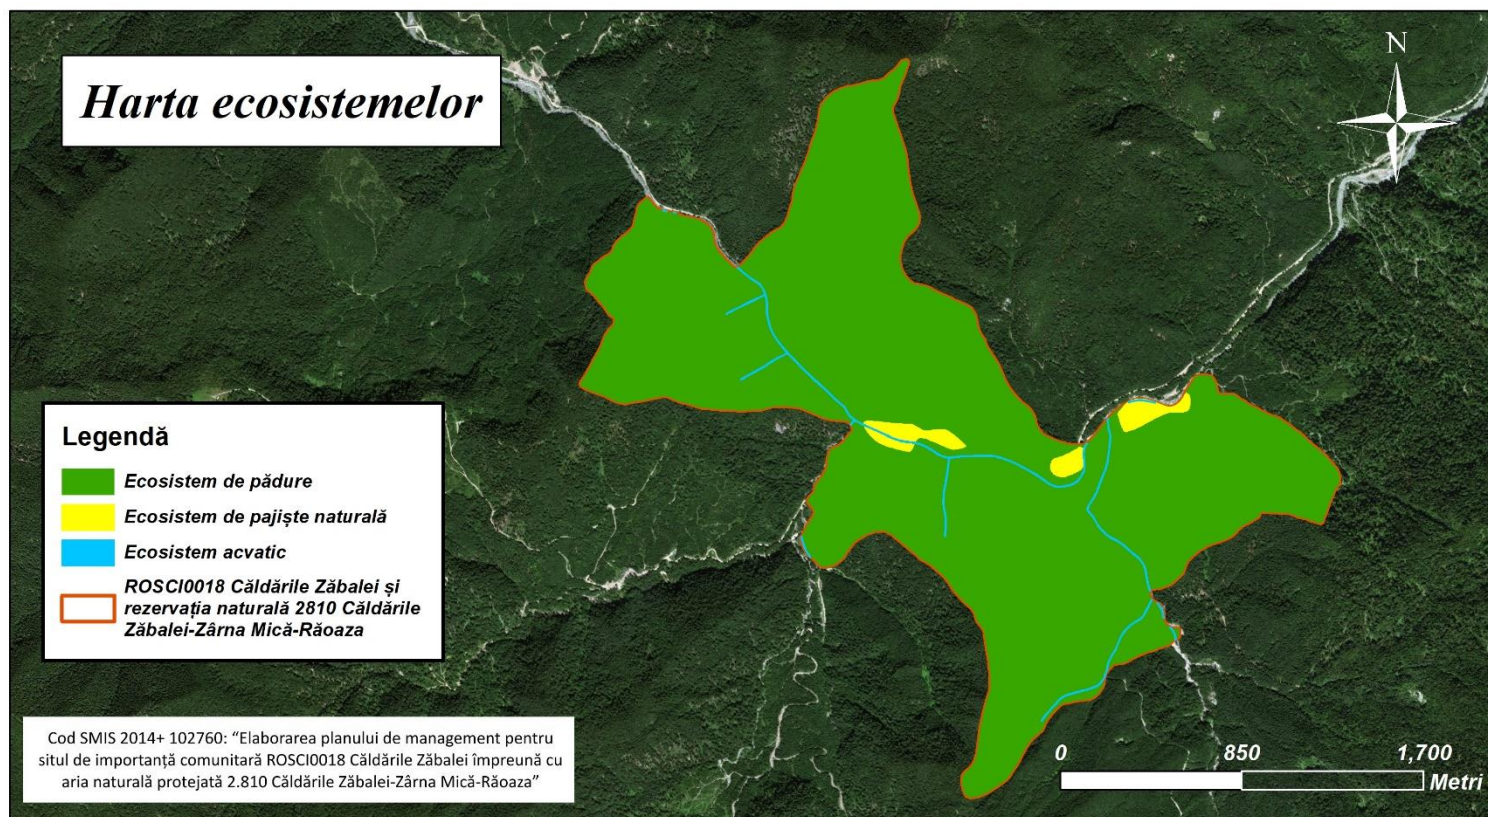 Harta ecosistemelor
N
Legendă
Ecosistem de pădure
Ecosistem de pajiște naturală
Ecosistem acvatic
ROSCI0018 Căldările Zăbalei și
rezervația naturală 2810 Căldările
Zăbalei-Zârna Mică-Răoaza
Cod SMIS 2014+ 102760: “Elaborarea planului de management pentru
situl de importanță comunitară ROSCI0018 Căldările Zăbalei împreună cu
aria naturală protejată 2.810 Căldările Zăbalei-Zârna Mică-Răoaza”
0 850 1,700
Metri